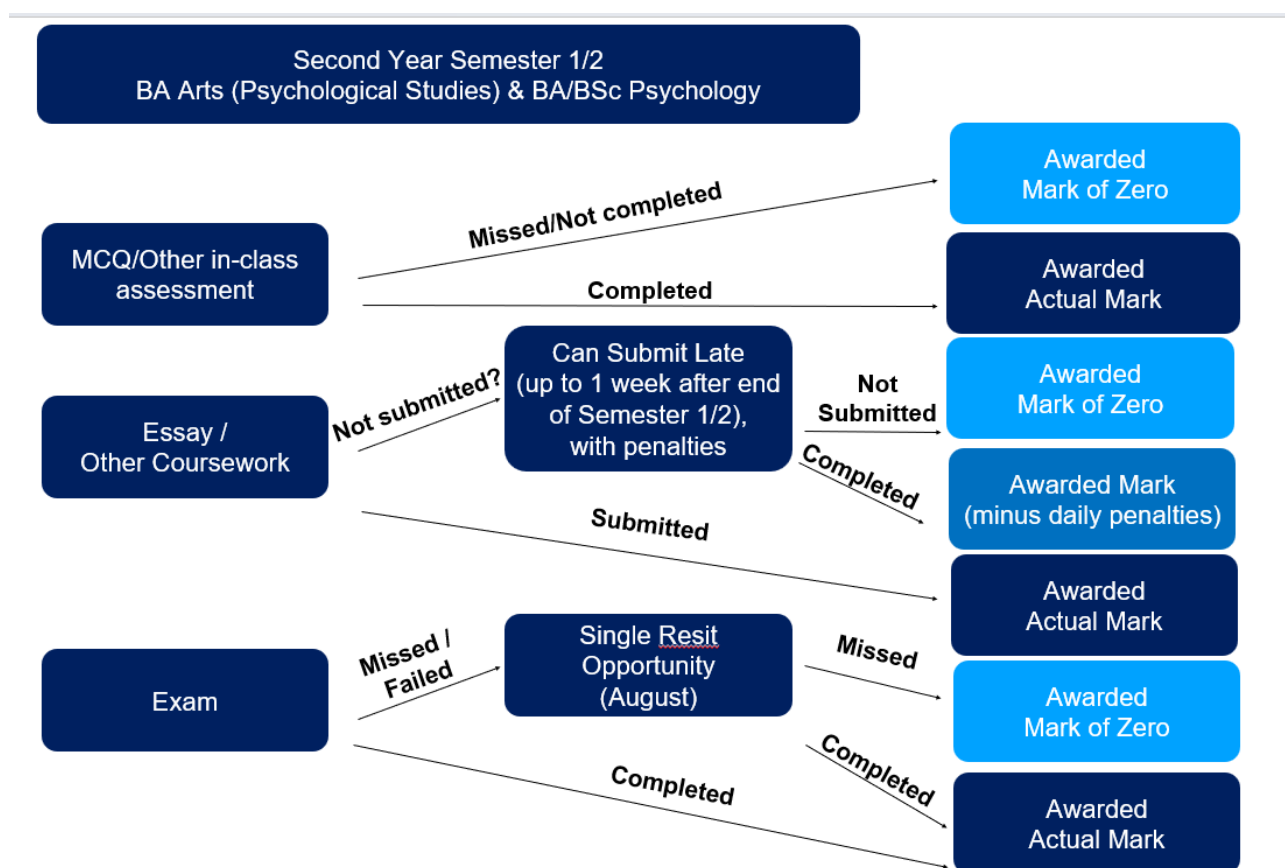 Second Year Semester 1/2
BA Arts (Psychological Studies) & BA/BSc Psychology
Awarded
Mark of Zero
Missed/Not completed
MCQ/Other in-class
assessment
Completed
Awarded
Actual Mark
Essay /
Other Coursework
Not submitted?
Can Submit Late
(up to 1 week after end
of Semester 1/2),
with penalties
Not
Submitted
Awarded
Mark of Zero
Completed
Awarded Mark
(minus daily penalties)
Submitted
Awarded
Actual Mark
Exam
Missed /
Failed
Single Resit
Opportunity
(August)
Missed
Awarded
Mark of Zero
Completed
Completed
Awarded
Actual Mark